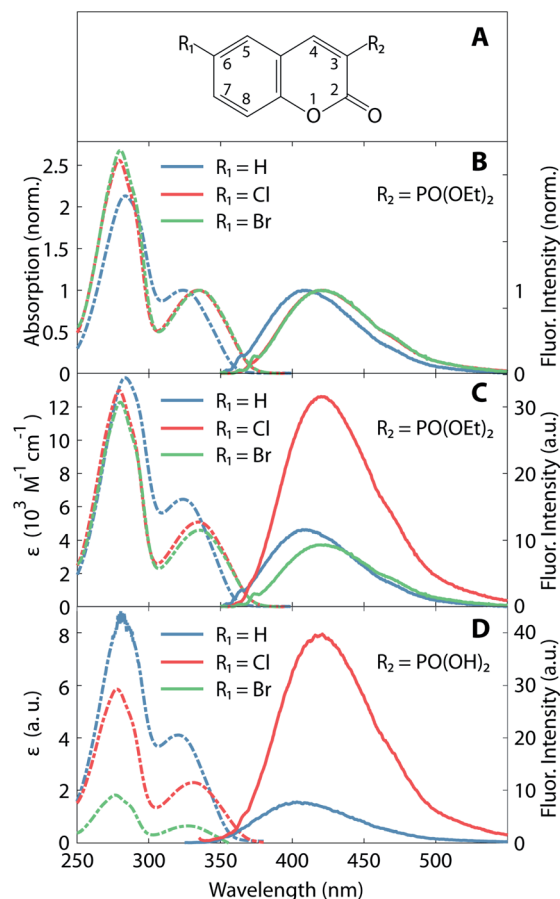 A
R₁
R₂
5
4
6
3
7
8
1
2
O
O
B
R₁ = H
R₁ = Cl
R₁ = Br
R₂ = PO(OEt)₂
Absorption (norm.)
2.5
2
1.5
1
0.5
0
Fluor. Intensity (norm.)
1
0
C
R₁ = H
R₁ = Cl
R₁ = Br
R₂ = PO(OEt)₂
ε (10³ M⁻¹ cm⁻¹)
12
10
8
6
4
2
0
Fluor. Intensity (a.u.)
30
20
10
0
D
R₁ = H
R₁ = Cl
R₁ = Br
R₂ = PO(OH)₂
ε (a. u.)
8
6
4
2
0
Fluor. Intensity (a.u.)
40
30
20
10
0
250 300 350 400 450 500
Wavelength (nm)